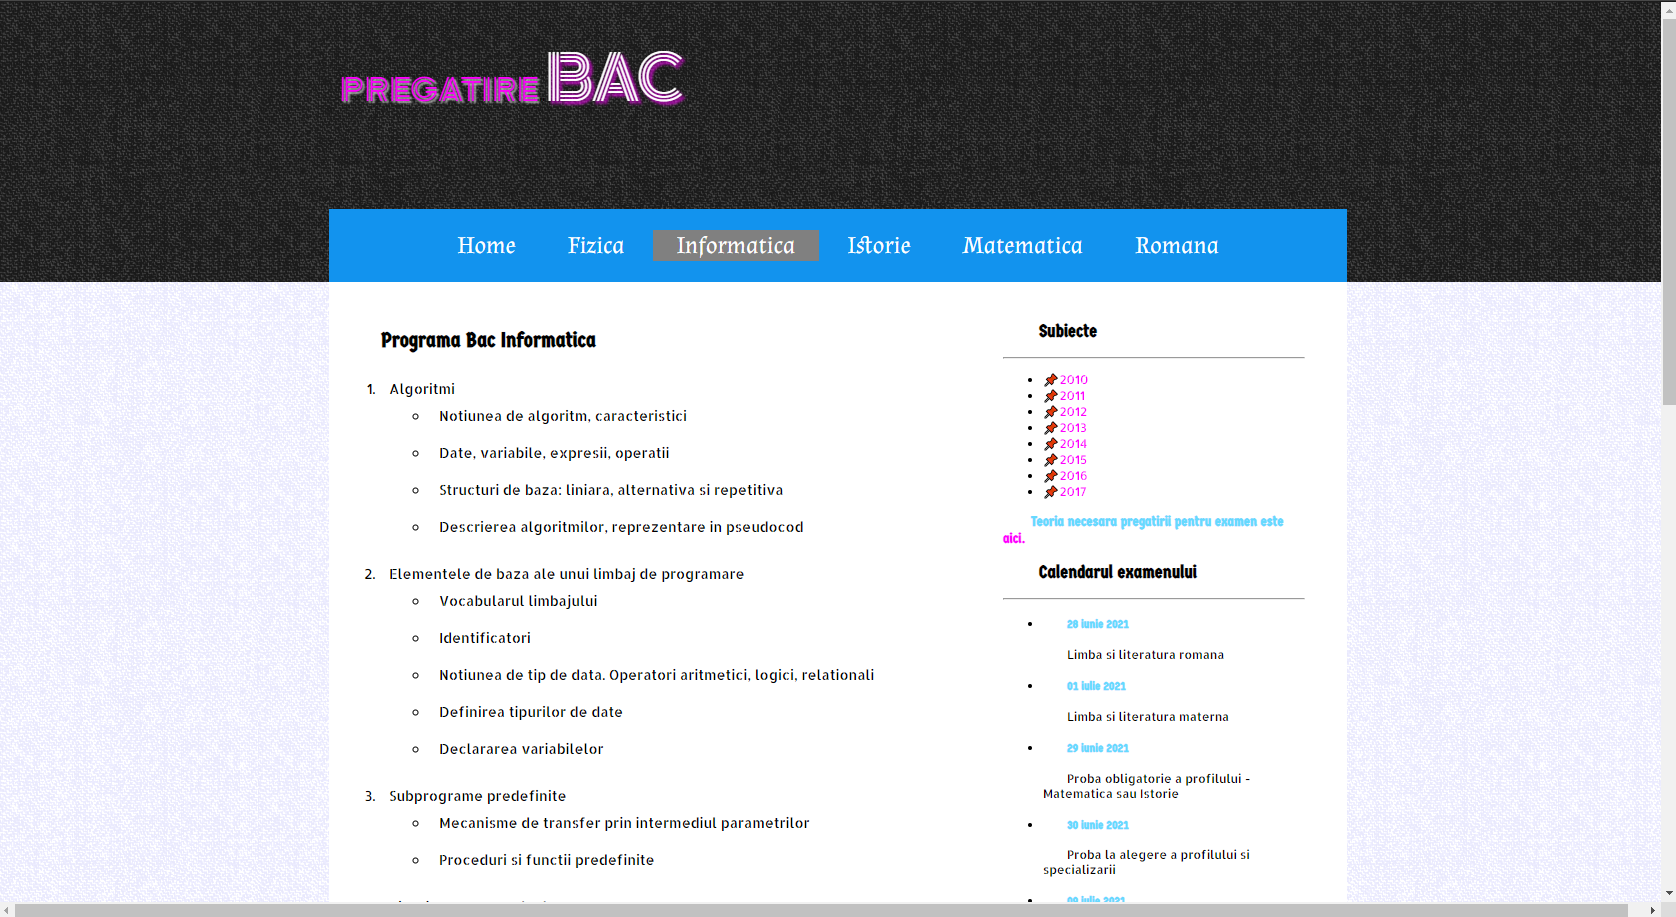 PREGATIRE BAC
Home Fizica Informatica Istorie Matematica Romana
Programa Bac Informatica
1. Algoritmi
Notiunea de algoritm, caracteristici
Date, variabile, expresii, operatii
Structuri de baza: liniara, alternativa si repetitiva
Descrierea algoritmilor, reprezentare in pseudocod
2. Elementele de baza ale unui limbaj de programare
Vocabularul limbajului
Identificatori
Notiunea de tip de data. Operatori aritmetici, logici, relationali
Definirea tipurilor de date
Declararea variabilelor
3. Subprograme predefinite
Mecanisme de transfer prin intermediul parametrilor
Proceduri si functii predefinite
Subiecte
2010
2011
2012
2013
2014
2015
2016
2017
Teoria necesara pregatirii pentru examen este
aici.
Calendarul examenului
28 iunie 2021
Limba si literatura romana
01 iulie 2021
Limba si literatura materna
29 iunie 2021
Proba obligatorie a profilului -
Matematica sau Istorie
30 iunie 2021
Proba la alegere a profilului si
specializarii
09 iulie 2021